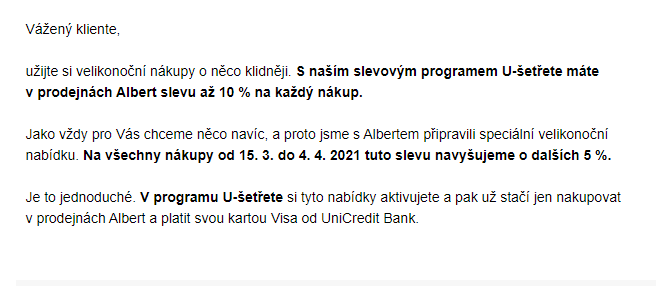 Vážený kliente,
užijte si velikonoční nákupy o něco klidněji. S naším slevovým programem U-šetřete máte
v prodejnách Albert slevu až 10 % na každý nákup.
Jako vždy pro Vás chceme něco navíc, a proto jsme s Albertem připravili speciální velikonoční
nabídku. Na všechny nákupy od 15. 3. do 4. 4. 2021 tuto slevu navyšujeme o dalších 5 %.
Je to jednoduché. V programu U-šetřete si tyto nabídky aktivujete a pak už stačí jen nakupovat
v prodejnách Albert a platit svou kartou Visa od UniCredit Bank.